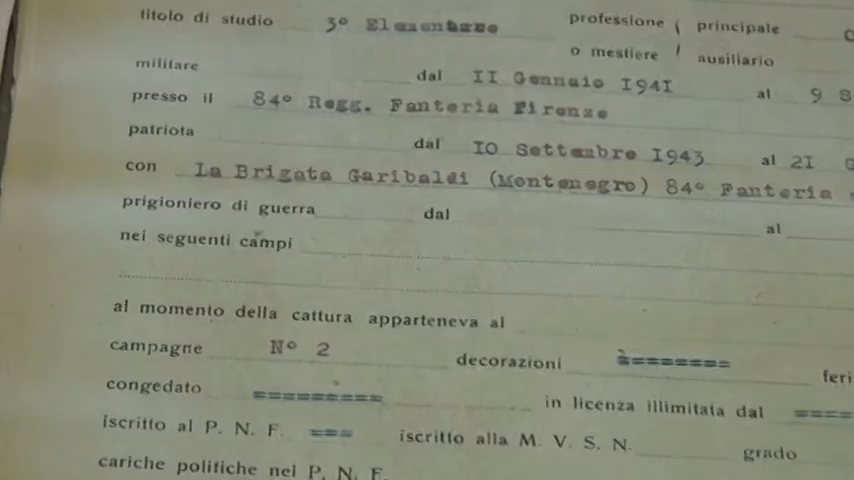 titolo di studio 3° Elementare professione ( principale
o mestiere / ausiliario
militare dal II Gennaio I94I al 9 S
presso il 84° Regg. Fanteria Firenze
patriota dal IO Settembre I943 al 2I G
con La Brigata Garibaldi (Montenegro) 84° Fanteria
prigioniero di guerra dal al
nei seguenti campi
al momento della cattura apparteneva al
campagne N° 2 decorazioni ======== feri
congedato ========= in licenza illimitata dal ====
iscritto al P. N. F. === iscritto alla M. V. S. N. grado
cariche politiche nel P. N. F.